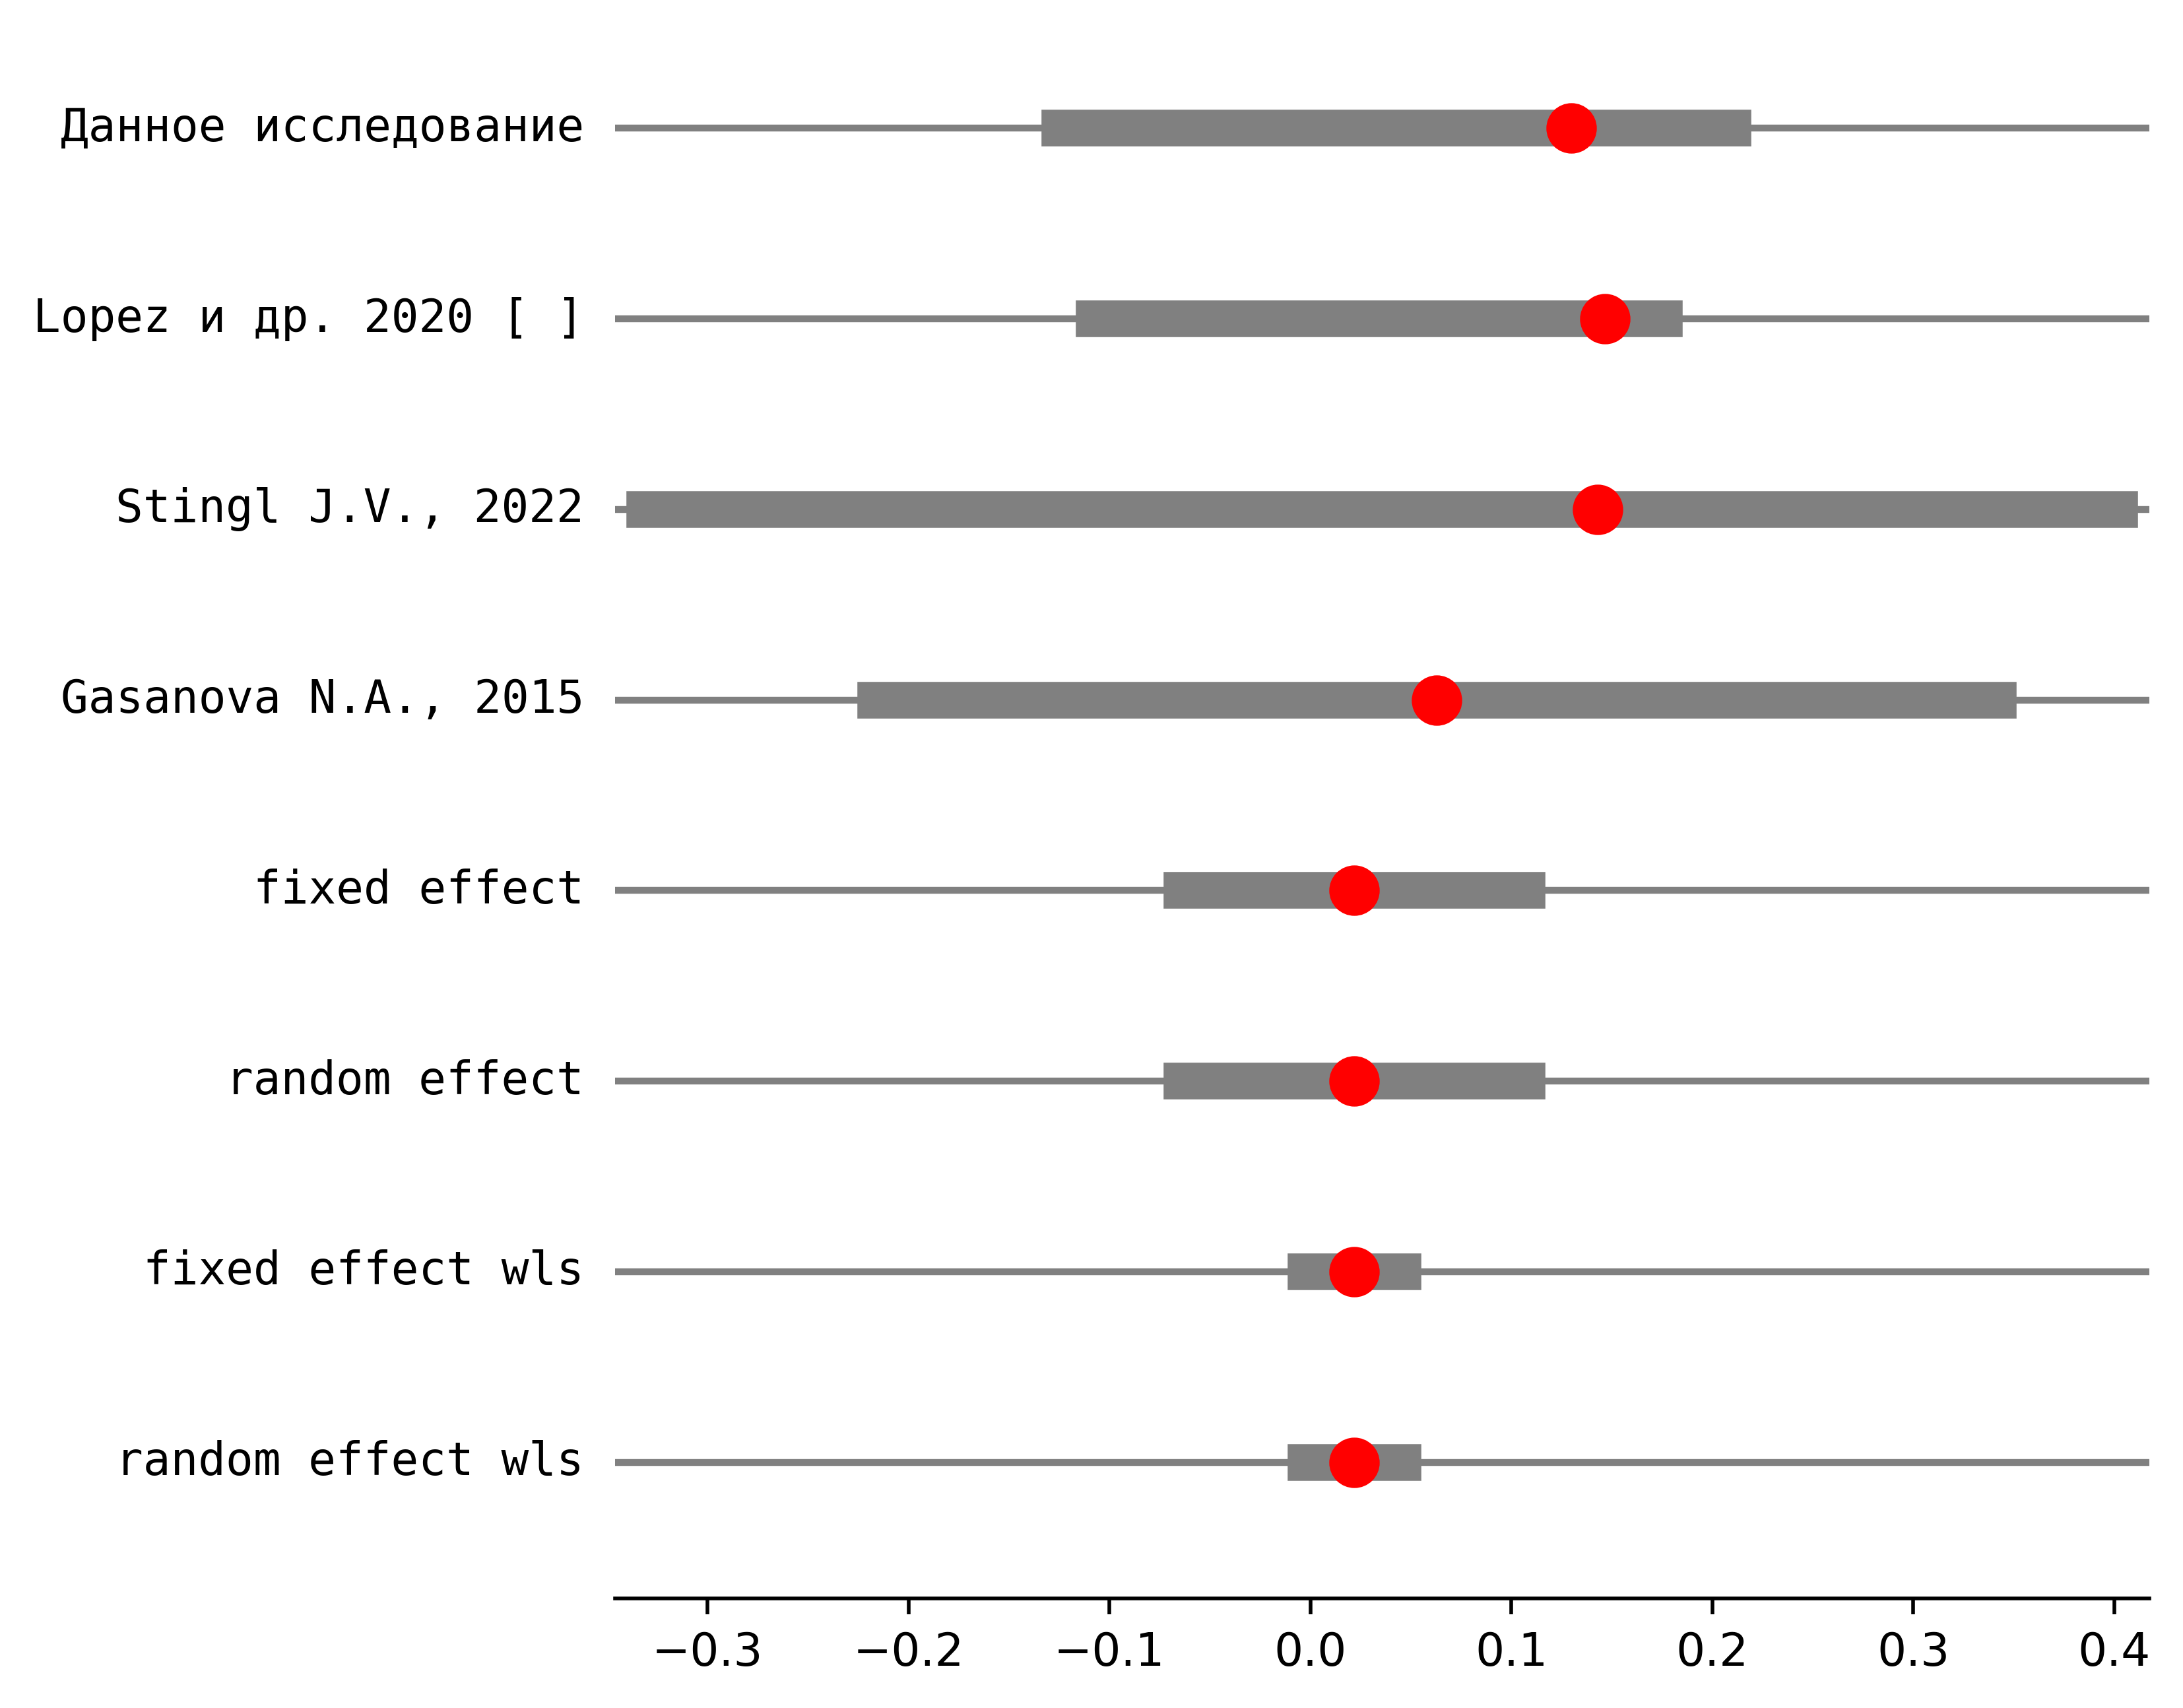 Данное исследование
Lopez и др. 2020 [ ]
Stingl J.V., 2022
Gasanova N.A., 2015
fixed effect
random effect
fixed effect wls
random effect wls
−0.3 −0.2 −0.1 0.0 0.1 0.2 0.3 0.4